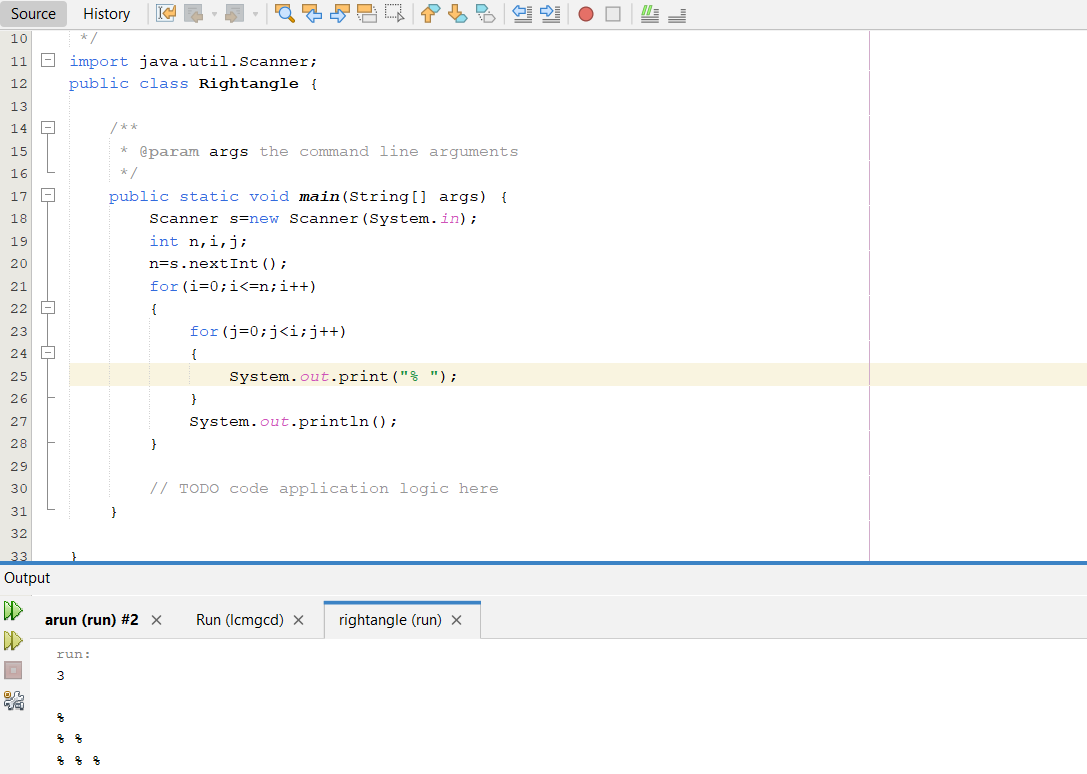 Source History
10 */
11 import java.util.Scanner;
12 public class Rightangle {
13
14 /**
15 * @param args the command line arguments
16 */
17 public static void main(String[] args) {
18 Scanner s=new Scanner(System.in);
19 int n,i,j;
20 n=s.nextInt();
21 for(i=0;i<=n;i++)
22 {
23 for(j=0;j<i;j++)
24 {
25 System.out.print("% ");
26 }
27 System.out.println();
28 }
29
30 // TODO code application logic here
31 }
32
33 }
Output
arun (run) #2 × Run (lcmgcd) × rightangle (run) ×
run:
3
%
% %
% % %